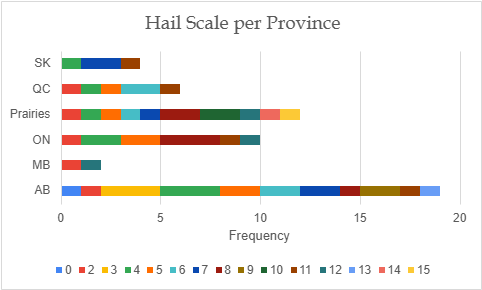 Hail Scale per Province
SK
QC
Prairies
ON
MB
AB
0 5 10 15 20
Frequency
0 2 3 4 5 6 7 8 9 10 11 12 13 14 15